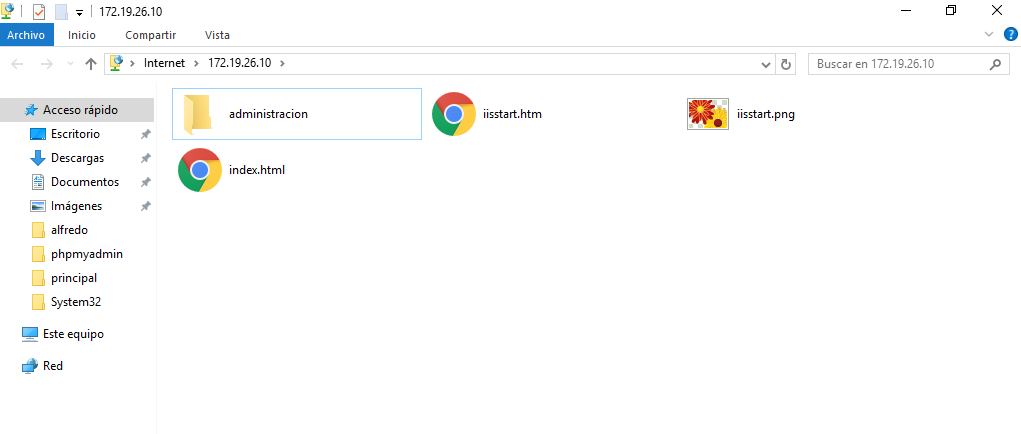 172.19.26.10
Archivo Inicio Compartir Vista
Internet 172.19.26.10
Buscar en 172.19.26.10
Acceso rápido
Escritorio
Descargas
Documentos
Imágenes
alfredo
phpmyadmin
principal
System32
Este equipo
Red
administracion iisstart.htm iisstart.png
index.html